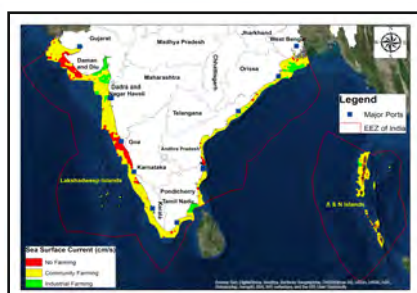 Gujarat
Madhya Pradesh
Jharkhand
West Bengal
Daman
and Diu
Chhattisgarh
Orissa
Maharashtra
Dadra and
Nagar Haveli
Telangana
Legend
Major Ports
EEZ of India
Goa
Andhra Pradesh
Karnataka
Lakshadweep Islands
Pondicherry
Tamil Nadu
Kerala
A & N Islands
Sea Surface Current (cm/s)
No Farming
Community Farming
Industrial Farming